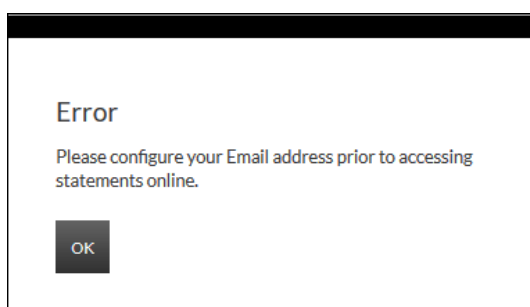 Error
Please configure your Email address prior to accessing
statements online.
OK